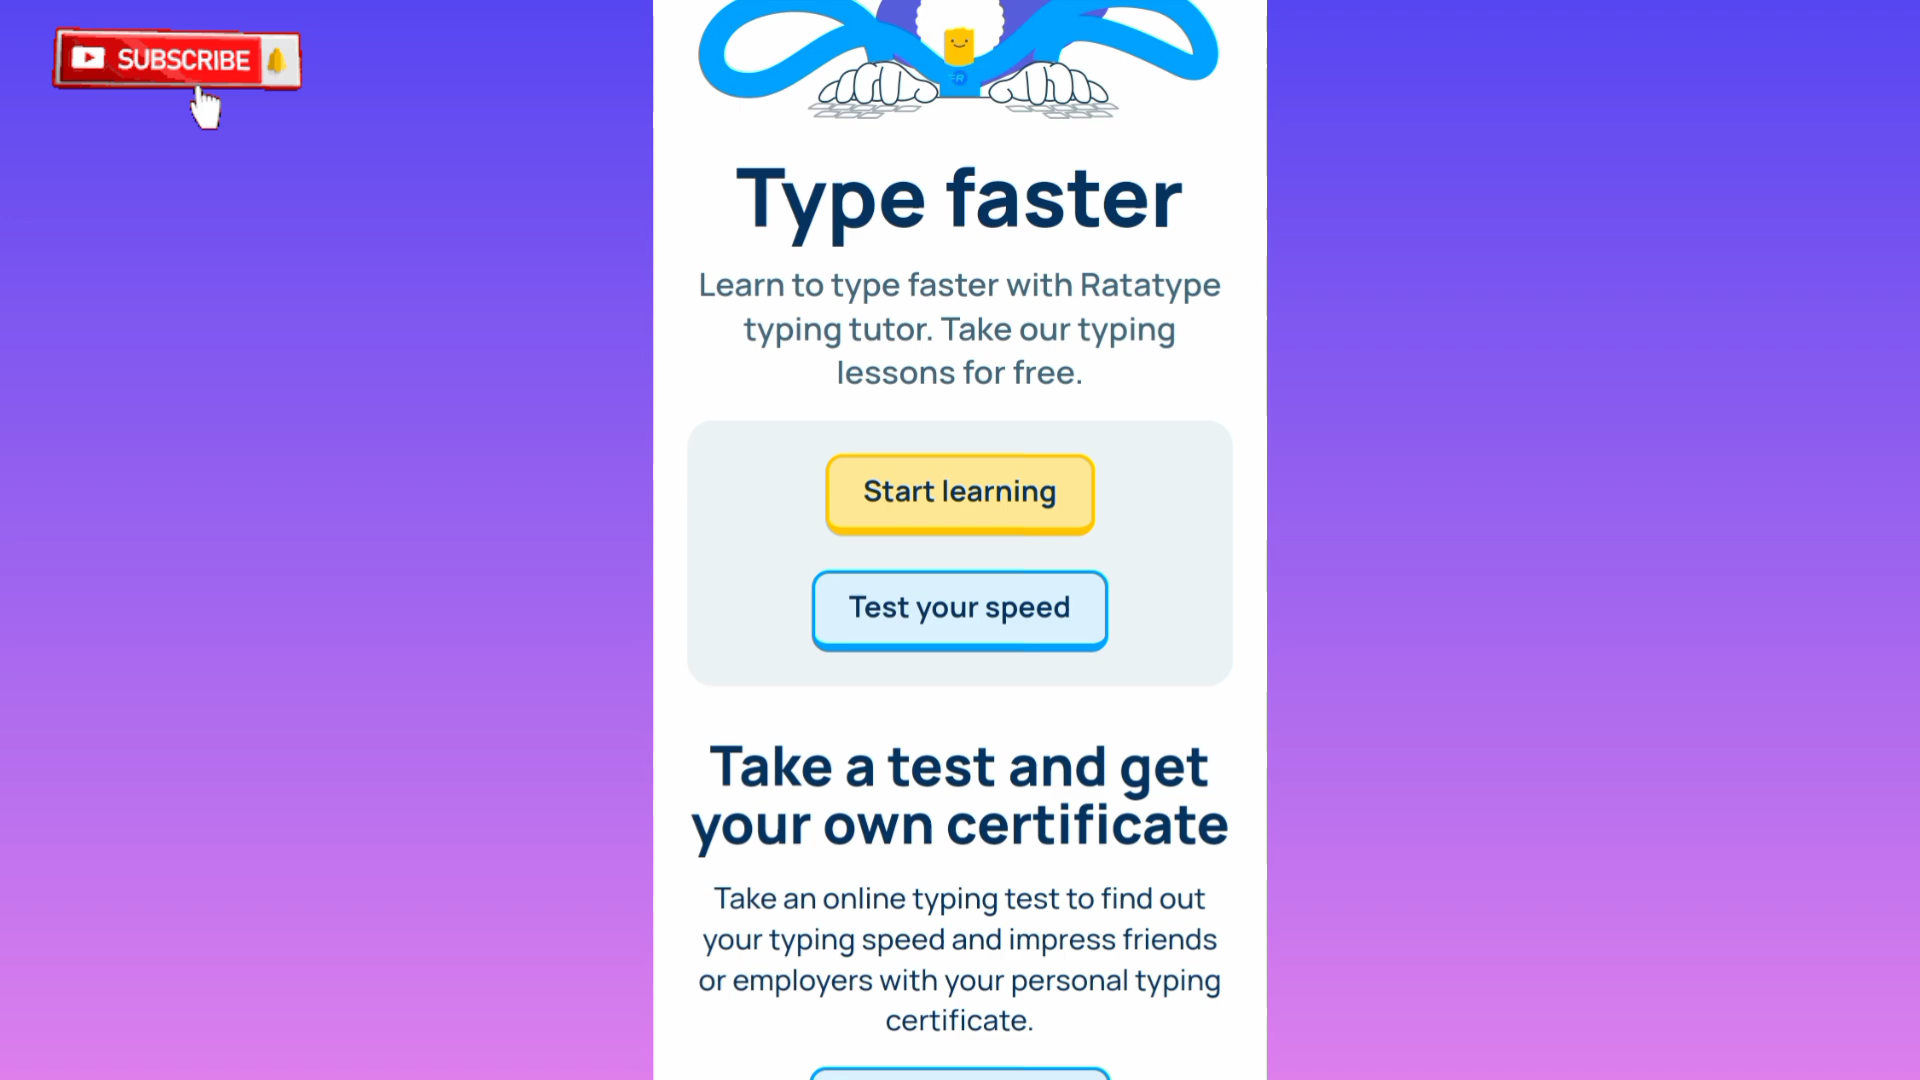 SUBSCRIBE
Type faster
Learn to type faster with Ratatype
typing tutor. Take our typing
lessons for free.
Start learning
Test your speed
Take a test and get
your own certificate
Take an online typing test to find out
your typing speed and impress friends
or employers with your personal typing
certificate.